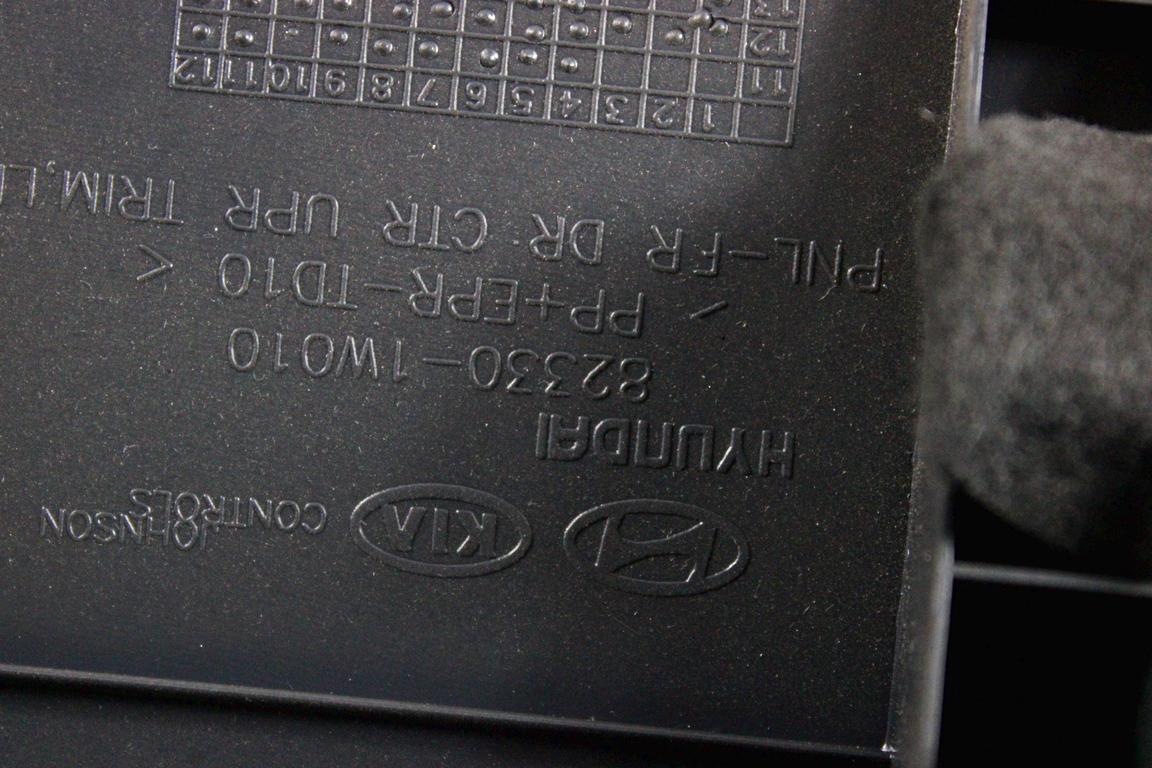 KIA
JOHNSON
CONTROLS
HYUNDAI
82330-1W010
> PP+EPR-TD10 <
PNL-FR DR CTR UPR TRIM,L
1 2 3 4 5 6 7 8 9 10 11 12
11
12
13